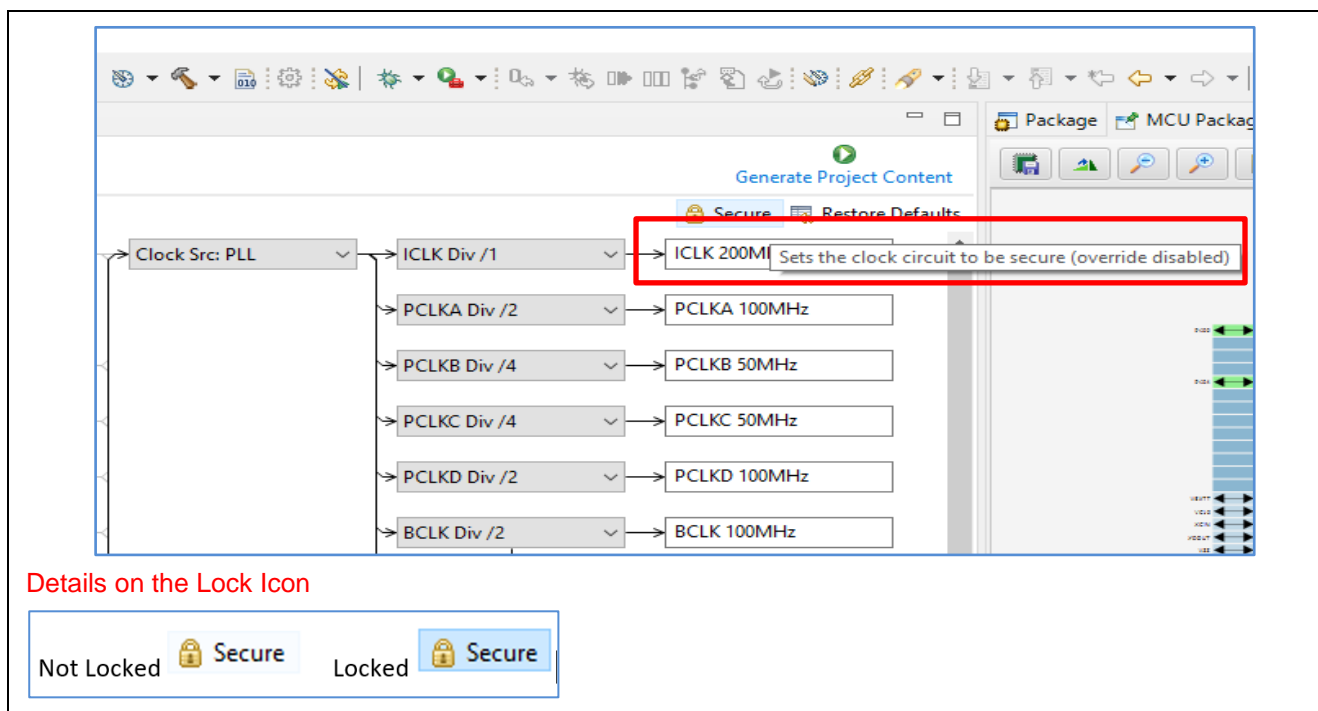 Package MCU Packag
Generate Project Content
Secure Restore Defaults
Clock Src: PLL ICLK Div /1 ICLK 200M Sets the clock circuit to be secure (override disabled)
PCLKA Div /2 PCLKA 100MHz
PCLKB Div /4 PCLKB 50MHz
PCLKC Div /4 PCLKC 50MHz
PCLKD Div /2 PCLKD 100MHz
BCLK Div /2 BCLK 100MHz
Details on the Lock Icon
Not Locked Secure Locked Secure